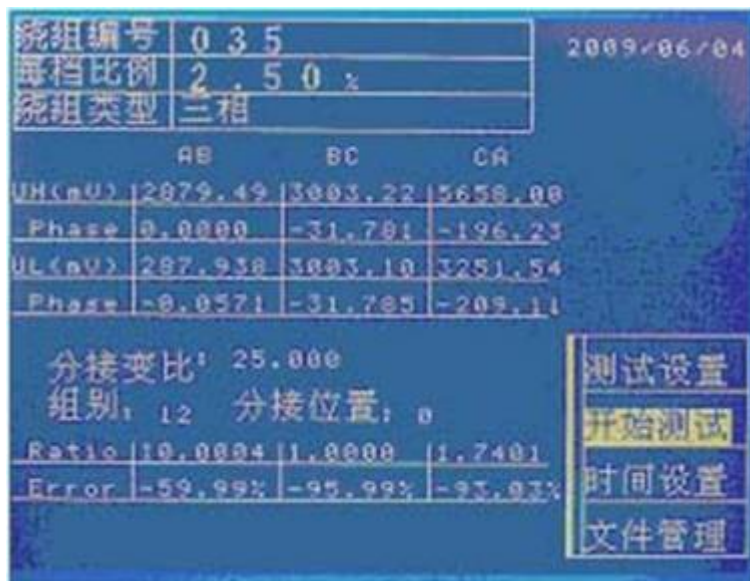 绕组编号 035
2009/06/04
每档比例 2.50%
绕组类型 三相
AB BC CA
UH(mV) 2879.49 3003.22 5658.08
Phase 0.0000 -31.781 -196.23
UL(mV) 287.938 3003.10 3251.54
Phase -0.0571 -31.785 -209.11
分接变比: 25.000
组别: 12 分接位置: 0
Ratio 10.0004 1.0000 1.7401
Error -59.99% -95.99% -93.03%
测试设置
开始测试
时间设置
文件管理